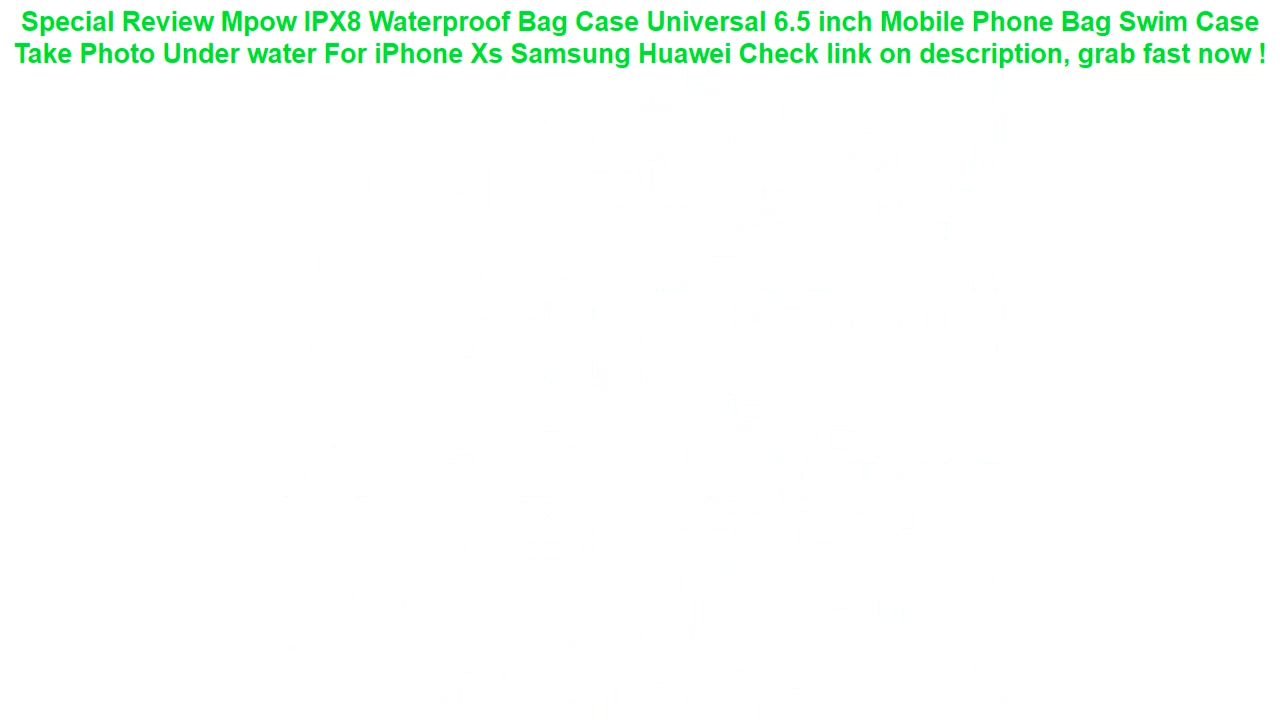 Special Review Mpow IPX8 Waterproof Bag Case Universal 6.5 inch Mobile Phone Bag Swim Case
Take Photo Under water For iPhone Xs Samsung Huawei Check link on description, grab fast now !